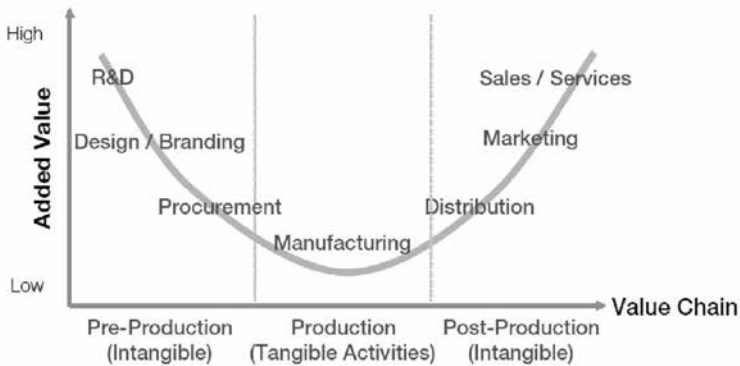 High
R&D
Sales / Services
Design / Branding
Marketing
Added Value
Procurement
Distribution
Manufacturing
Low
Value Chain
Pre-Production
(Intangible)
Production
(Tangible Activities)
Post-Production
(Intangible)